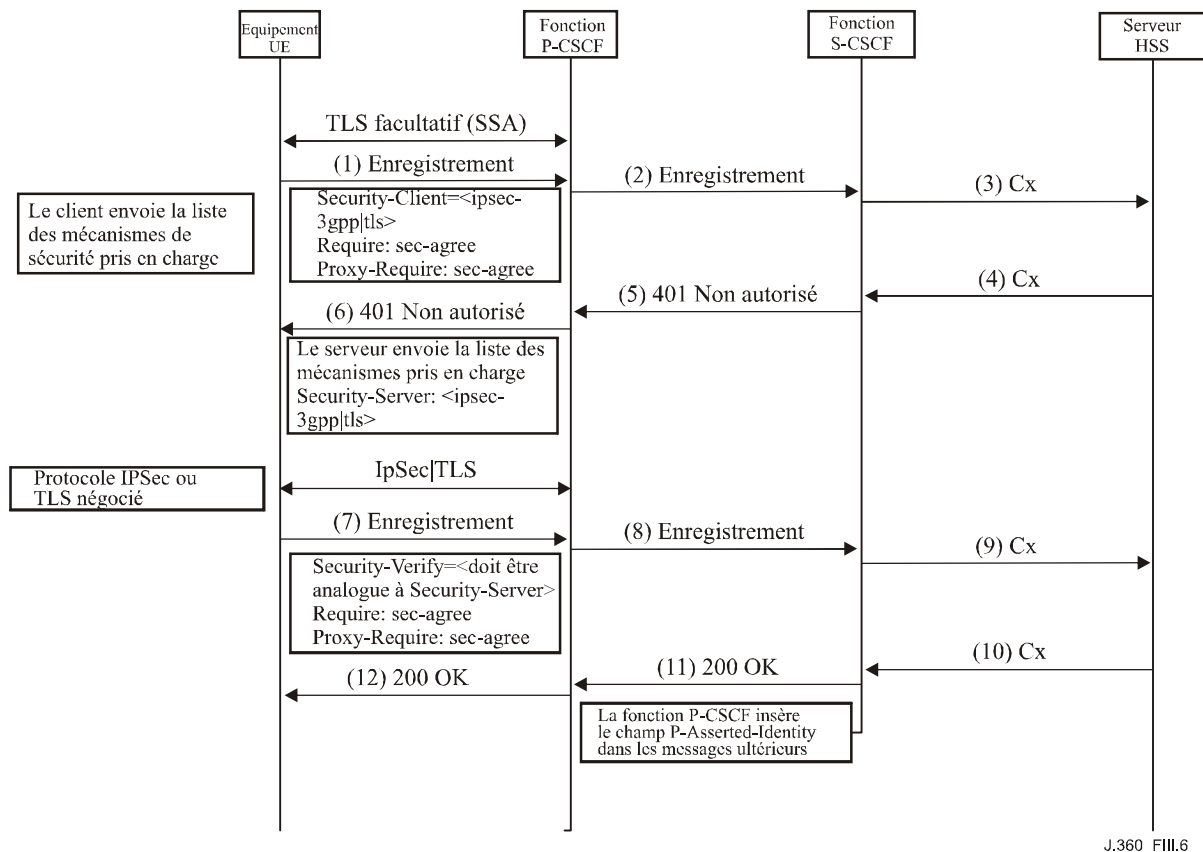 Equipement
UE
Fonction
P-CSCF
Fonction
S-CSCF
Serveur
HSS
TLS facultatif (SSA)
(1) Enregistrement
(2) Enregistrement
(3) Cx
Le client envoie la liste
des mécanismes de
sécurité pris en charge
Security-Client=<ipsec-
3gpp|tls>
Require: sec-agree
Proxy-Require: sec-agree
(4) Cx
(5) 401 Non autorisé
(6) 401 Non autorisé
Le serveur envoie la liste des
mécanismes pris en charge
Security-Server: <ipsec-
3gpp|tls>
Protocole IPSec ou
TLS négocié
IpSec|TLS
(7) Enregistrement
(8) Enregistrement
(9) Cx
Security-Verify=<doit être
analogue à Security-Server>
Require: sec-agree
Proxy-Require: sec-agree
(10) Cx
(11) 200 OK
(12) 200 OK
La fonction P-CSCF insère
le champ P-Asserted-Identity
dans les messages ultérieurs
J.360_FIII.6